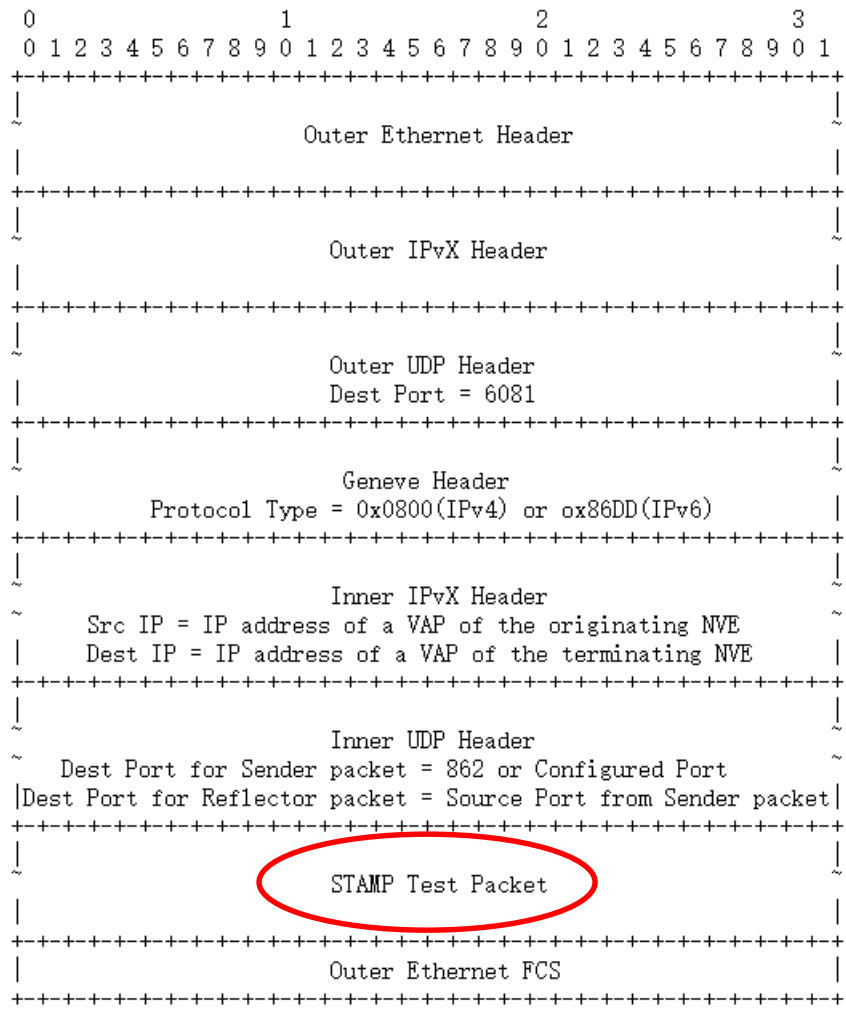 0                   1                   2                   3
 0 1 2 3 4 5 6 7 8 9 0 1 2 3 4 5 6 7 8 9 0 1 2 3 4 5 6 7 8 9 0 1
+-+-+-+-+-+-+-+-+-+-+-+-+-+-+-+-+-+-+-+-+-+-+-+-+-+-+-+-+-+-+-+-+
|                                                               |
~                     Outer Ethernet Header                     ~
|                                                               |
+-+-+-+-+-+-+-+-+-+-+-+-+-+-+-+-+-+-+-+-+-+-+-+-+-+-+-+-+-+-+-+-+
|                                                               |
~                       Outer IPvX Header                       ~
|                                                               |
+-+-+-+-+-+-+-+-+-+-+-+-+-+-+-+-+-+-+-+-+-+-+-+-+-+-+-+-+-+-+-+-+
|                                                               |
~                       Outer UDP Header                        ~
|                       Dest Port = 6081                        |
+-+-+-+-+-+-+-+-+-+-+-+-+-+-+-+-+-+-+-+-+-+-+-+-+-+-+-+-+-+-+-+-+
|                                                               |
~                        Geneve Header                          ~
|         Protocol Type = 0x0800(IPv4) or ox86DD(IPv6)          |
+-+-+-+-+-+-+-+-+-+-+-+-+-+-+-+-+-+-+-+-+-+-+-+-+-+-+-+-+-+-+-+-+
|                                                               |
~                       Inner IPvX Header                       ~
~    Src IP = IP address of a VAP of the originating NVE        ~
|    Dest IP = IP address of a VAP of the terminating NVE       |
+-+-+-+-+-+-+-+-+-+-+-+-+-+-+-+-+-+-+-+-+-+-+-+-+-+-+-+-+-+-+-+-+
|                                                               |
~                       Inner UDP Header                        ~
~  Dest Port for Sender packet = 862 or Configured Port         ~
|Dest Port for Reflector packet = Source Port from Sender packet|
+-+-+-+-+-+-+-+-+-+-+-+-+-+-+-+-+-+-+-+-+-+-+-+-+-+-+-+-+-+-+-+-+
|                                                               |
~                       STAMP Test Packet                       ~
|                                                               |
+-+-+-+-+-+-+-+-+-+-+-+-+-+-+-+-+-+-+-+-+-+-+-+-+-+-+-+-+-+-+-+-+
|                       Outer Ethernet FCS                      |
+-+-+-+-+-+-+-+-+-+-+-+-+-+-+-+-+-+-+-+-+-+-+-+-+-+-+-+-+-+-+-+-+